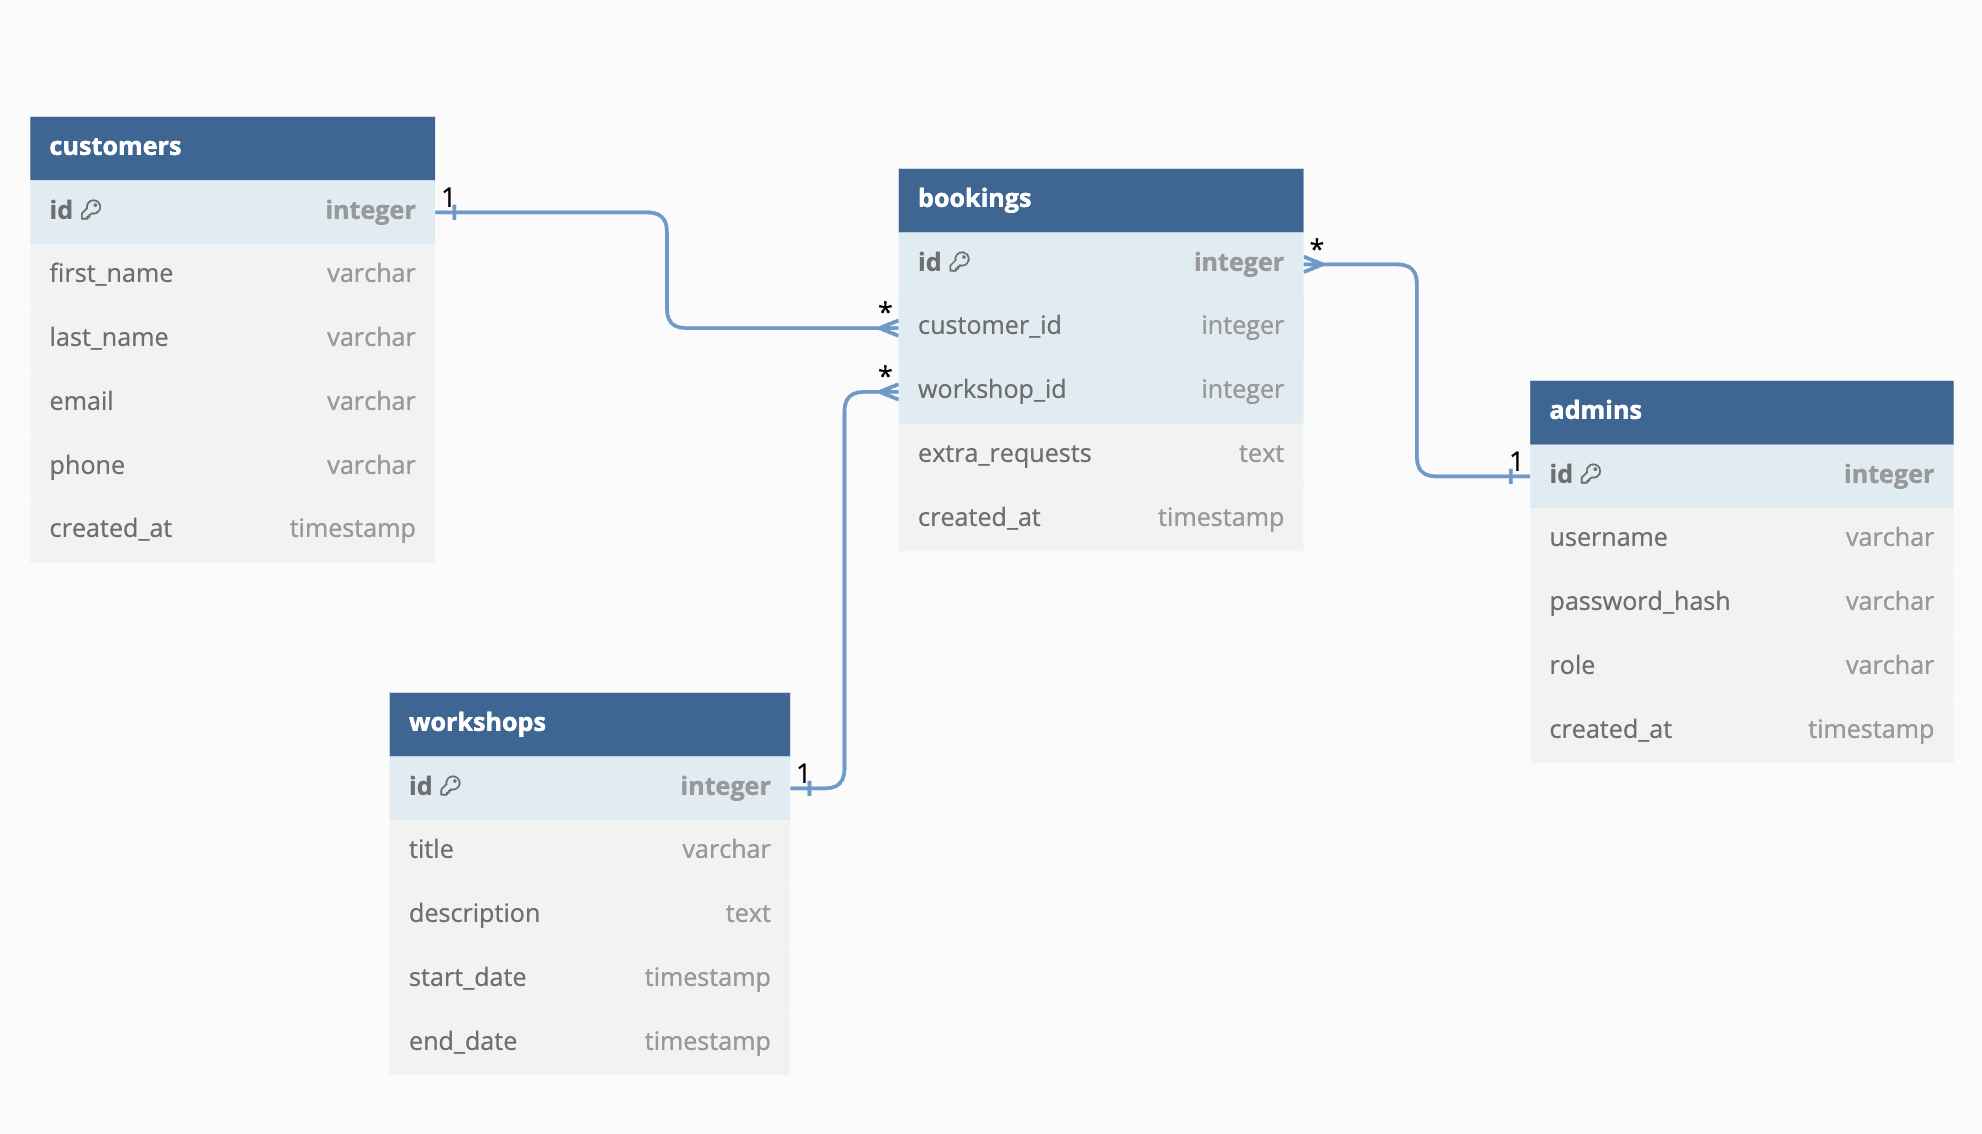 customers
id integer
first_name varchar
last_name varchar
email varchar
phone varchar
created_at timestamp
1
*
*
bookings
id integer
customer_id integer
workshop_id integer
extra_requests text
created_at timestamp
*
1
admins
id integer
username varchar
password_hash varchar
role varchar
created_at timestamp
workshops
id integer
title varchar
description text
start_date timestamp
end_date timestamp
1